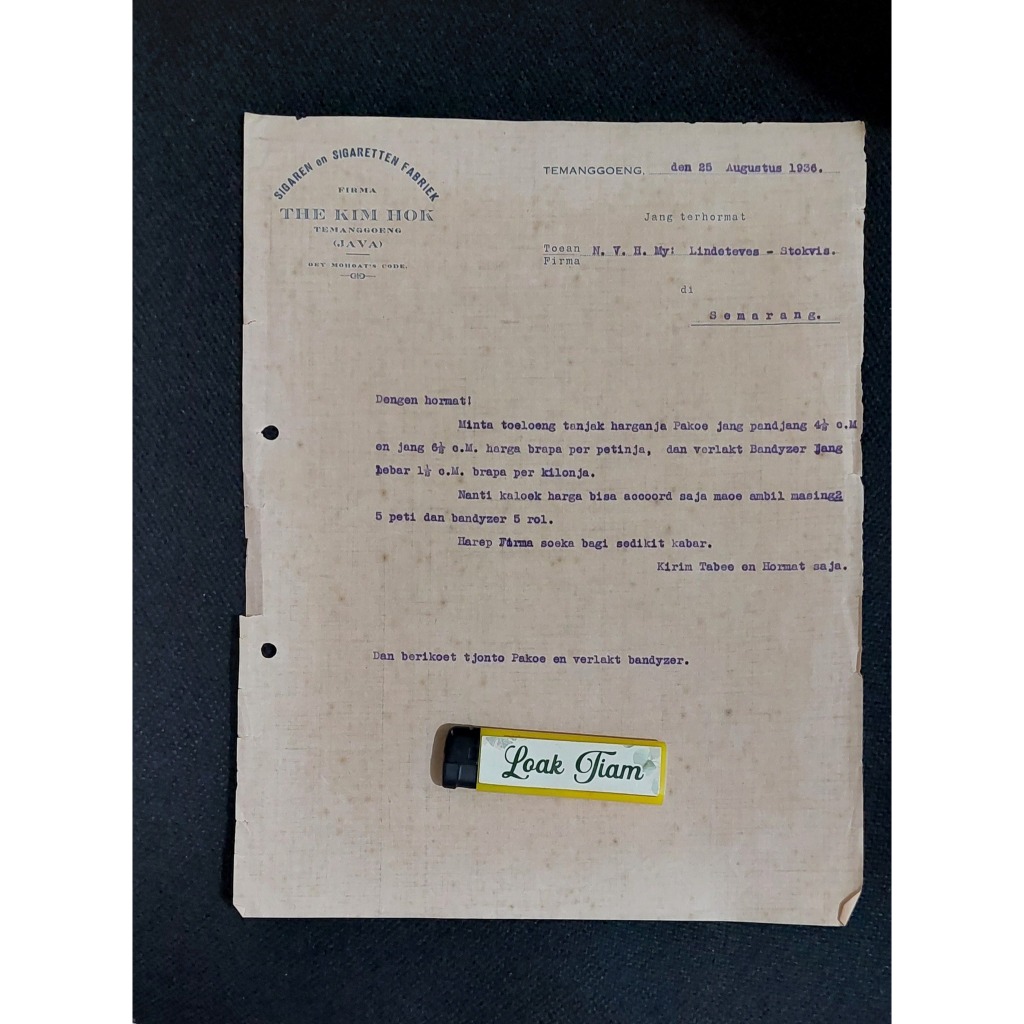 SIGAREN en SIGARETTEN FABRIEK
FIRMA
THE KIM HOK
TEMANGGOENG
(JAVA)
CODE.
TEMANGGOENG, den 25 Augustus 1936.
Jang terhormat
Toean N. V. H. My: Lindeteves - Stokvis.
Firma
di
Semarang.
Dengen hormat!
Minta toeloeng tanjak harganja Pakoe jang pandjang 4½ c.M
en jang 6½ c.M. harga brapa per petinja, dan verlakt Bandyzer jang
lebar 1½ c.M. brapa per kilonja.
Nanti kaloek harga bisa accoord saja maoe ambil masing2
5 peti dan bandyzer 5 rol.
Harep Firma soeka bagi sedikit kabar.
Kirim Tabee en Hormat saja.
Dan berikoet tjonto Pakoe en verlakt bandyzer.
Loak Tiam